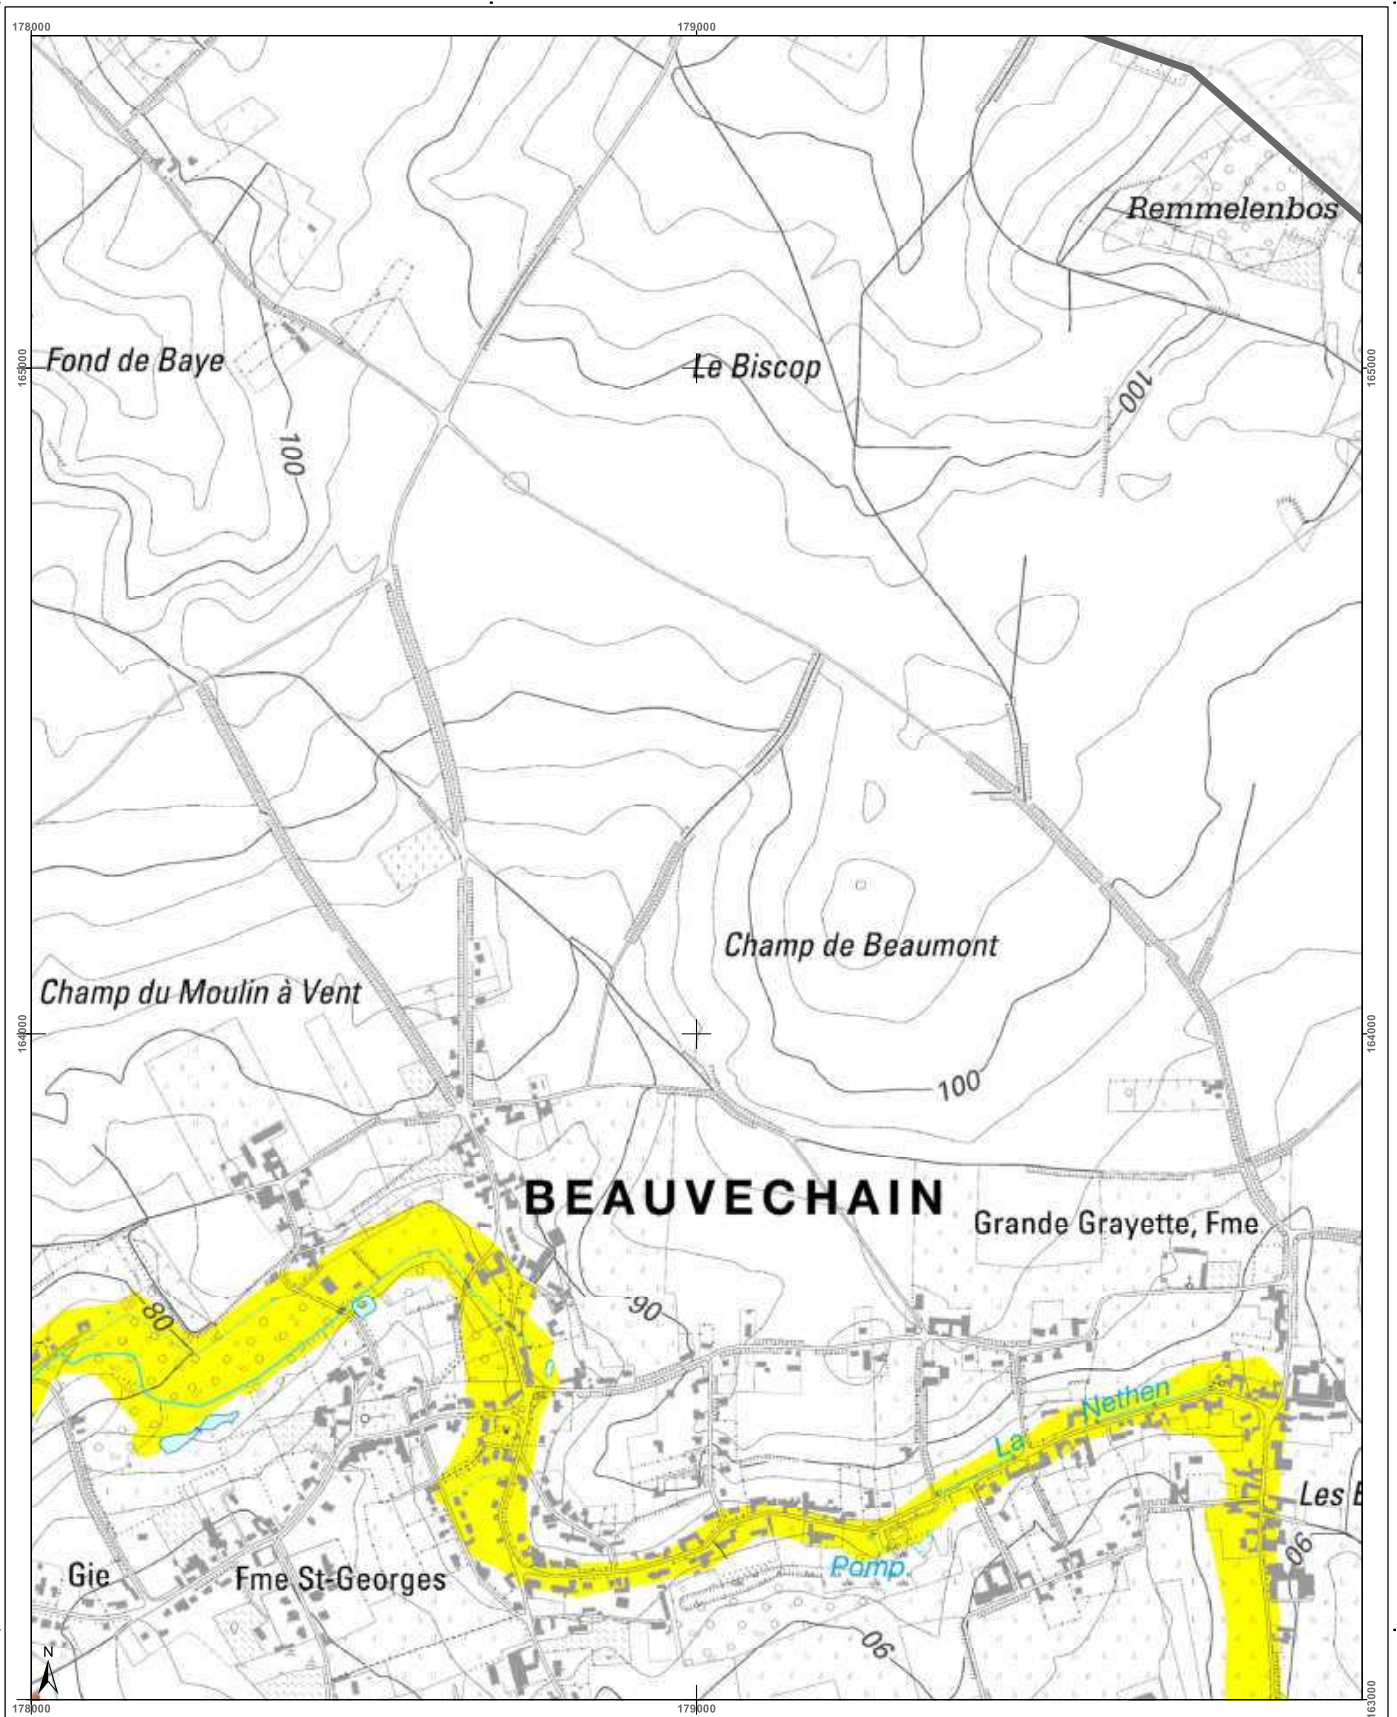 178000
179000
Remmelenbos
165000
Fond de Baye
Le Biscop
165000
100
100
Champ de Beaumont
Champ du Moulin à Vent
164000
164000
100
BEAUVECHAIN
Grande Grayette, Fme
80
90
La Nethen
Les
Pomp.
90
Gie
Fme St-Georges
90
N
178000
179000
163000